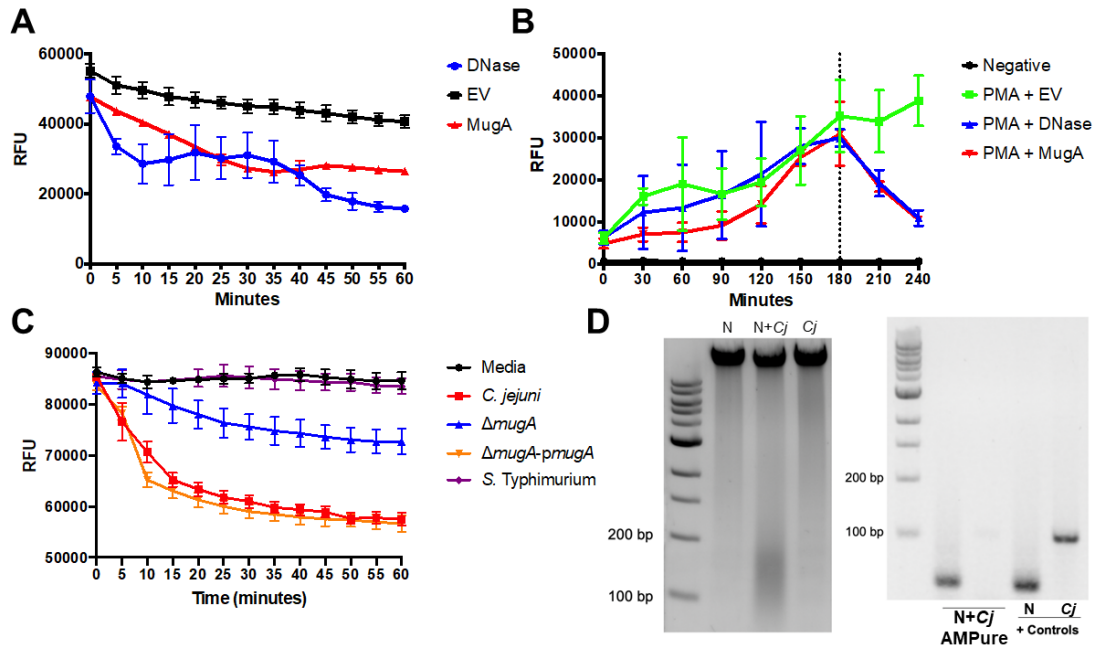 A
60000
40000
20000
0
RFU
0 5 10 15 20 25 30 35 40 45 50 55 60
Minutes
DNase
EV
MugA
B
50000
40000
30000
20000
10000
0
RFU
0 30 60 90 120 150 180 210 240
Minutes
Negative
PMA + EV
PMA + DNase
PMA + MugA
C
90000
80000
70000
60000
50000
RFU
0 5 10 15 20 25 30 35 40 45 50 55 60
Time (minutes)
Media
C. jejuni
ΔmugA
ΔmugA-pmugA
S. Typhimurium
D
N N+Cj Cj
200 bp
100 bp
200 bp
100 bp
N+Cj
AMPure
N Cj
+ Controls